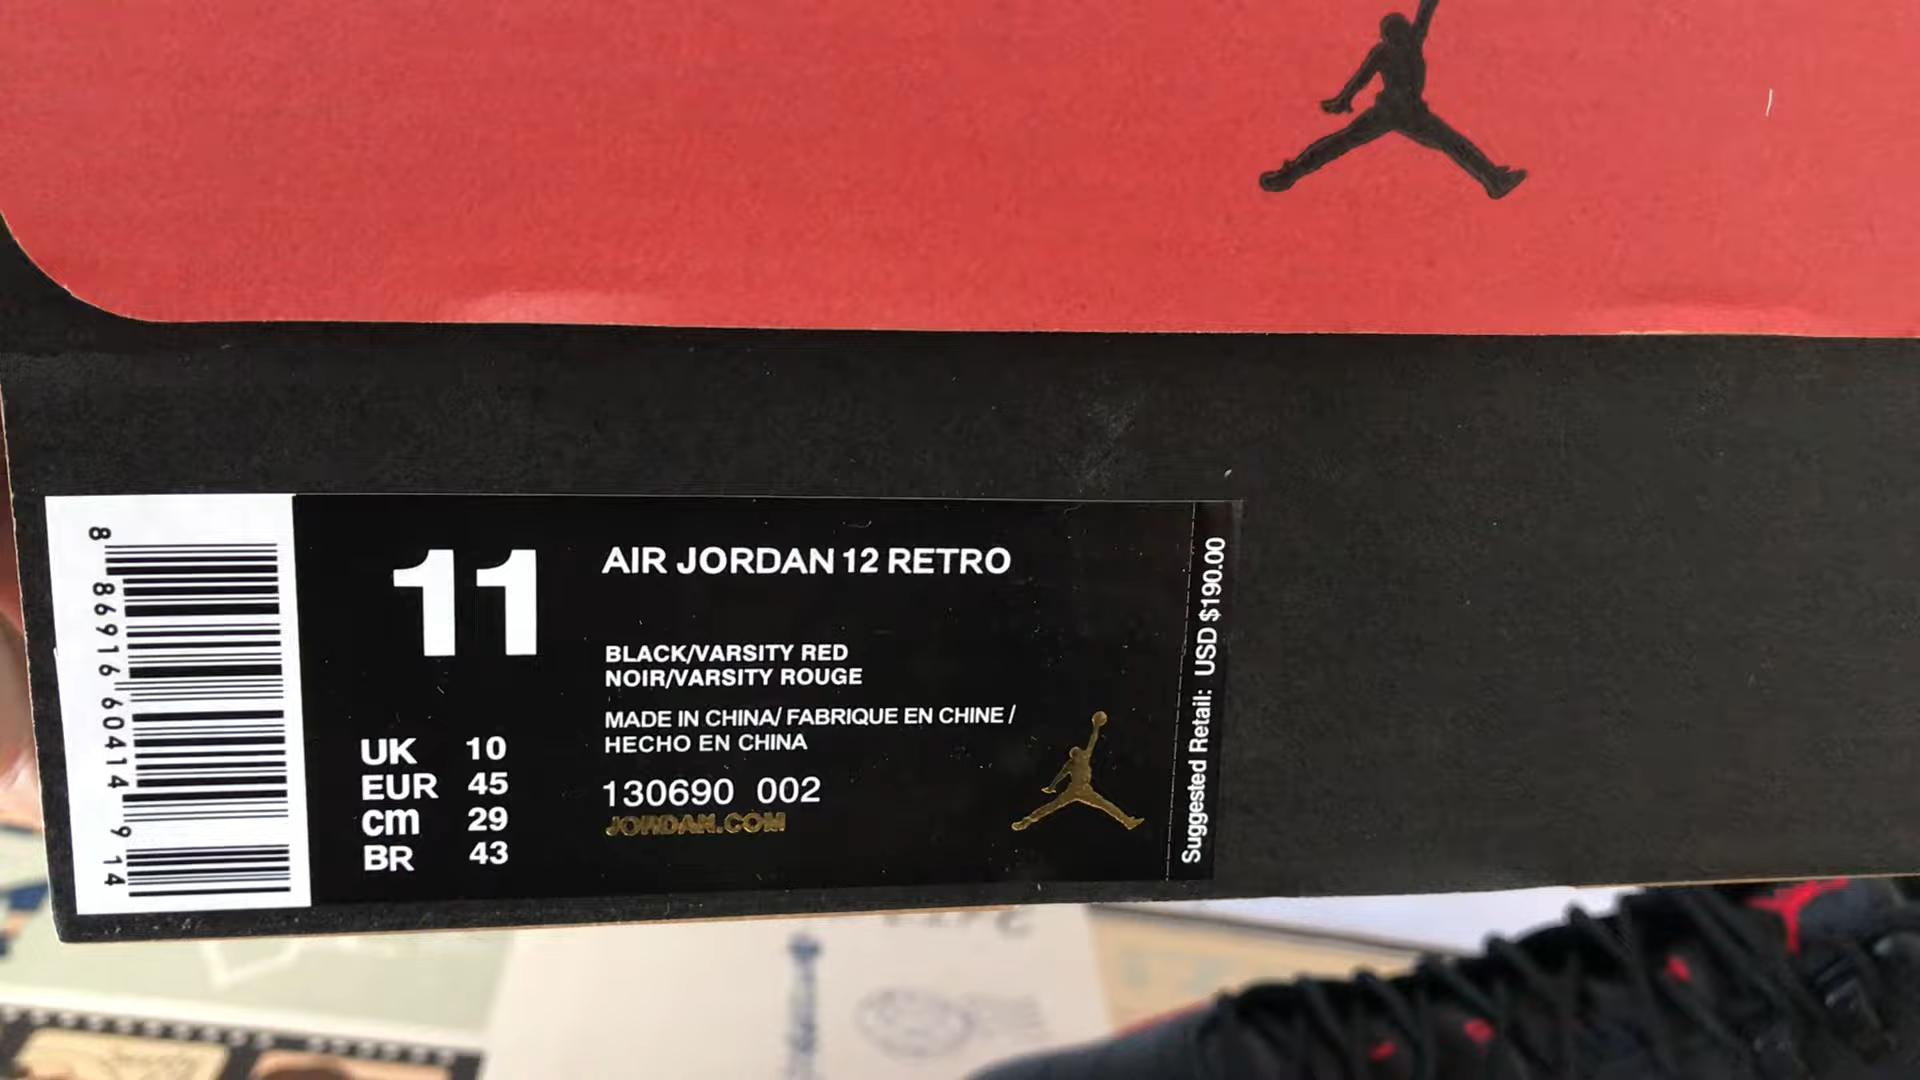 8 86916 60414 9 14
11
AIR JORDAN 12 RETRO
BLACK/VARSITY RED
NOIR/VARSITY ROUGE
MADE IN CHINA/ FABRIQUE EN CHINE /
HECHO EN CHINA
130690 002
JORDAN.COM
UK 10
EUR 45
cm 29
BR 43
Suggested Retail: USD $190.00